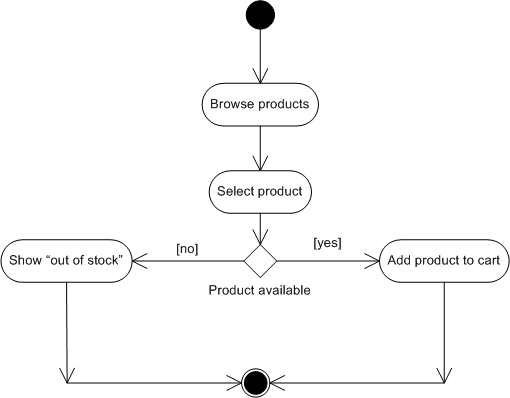 Browse products
Select product
[no]
[yes]
Show “out of stock”
Add product to cart
Product available